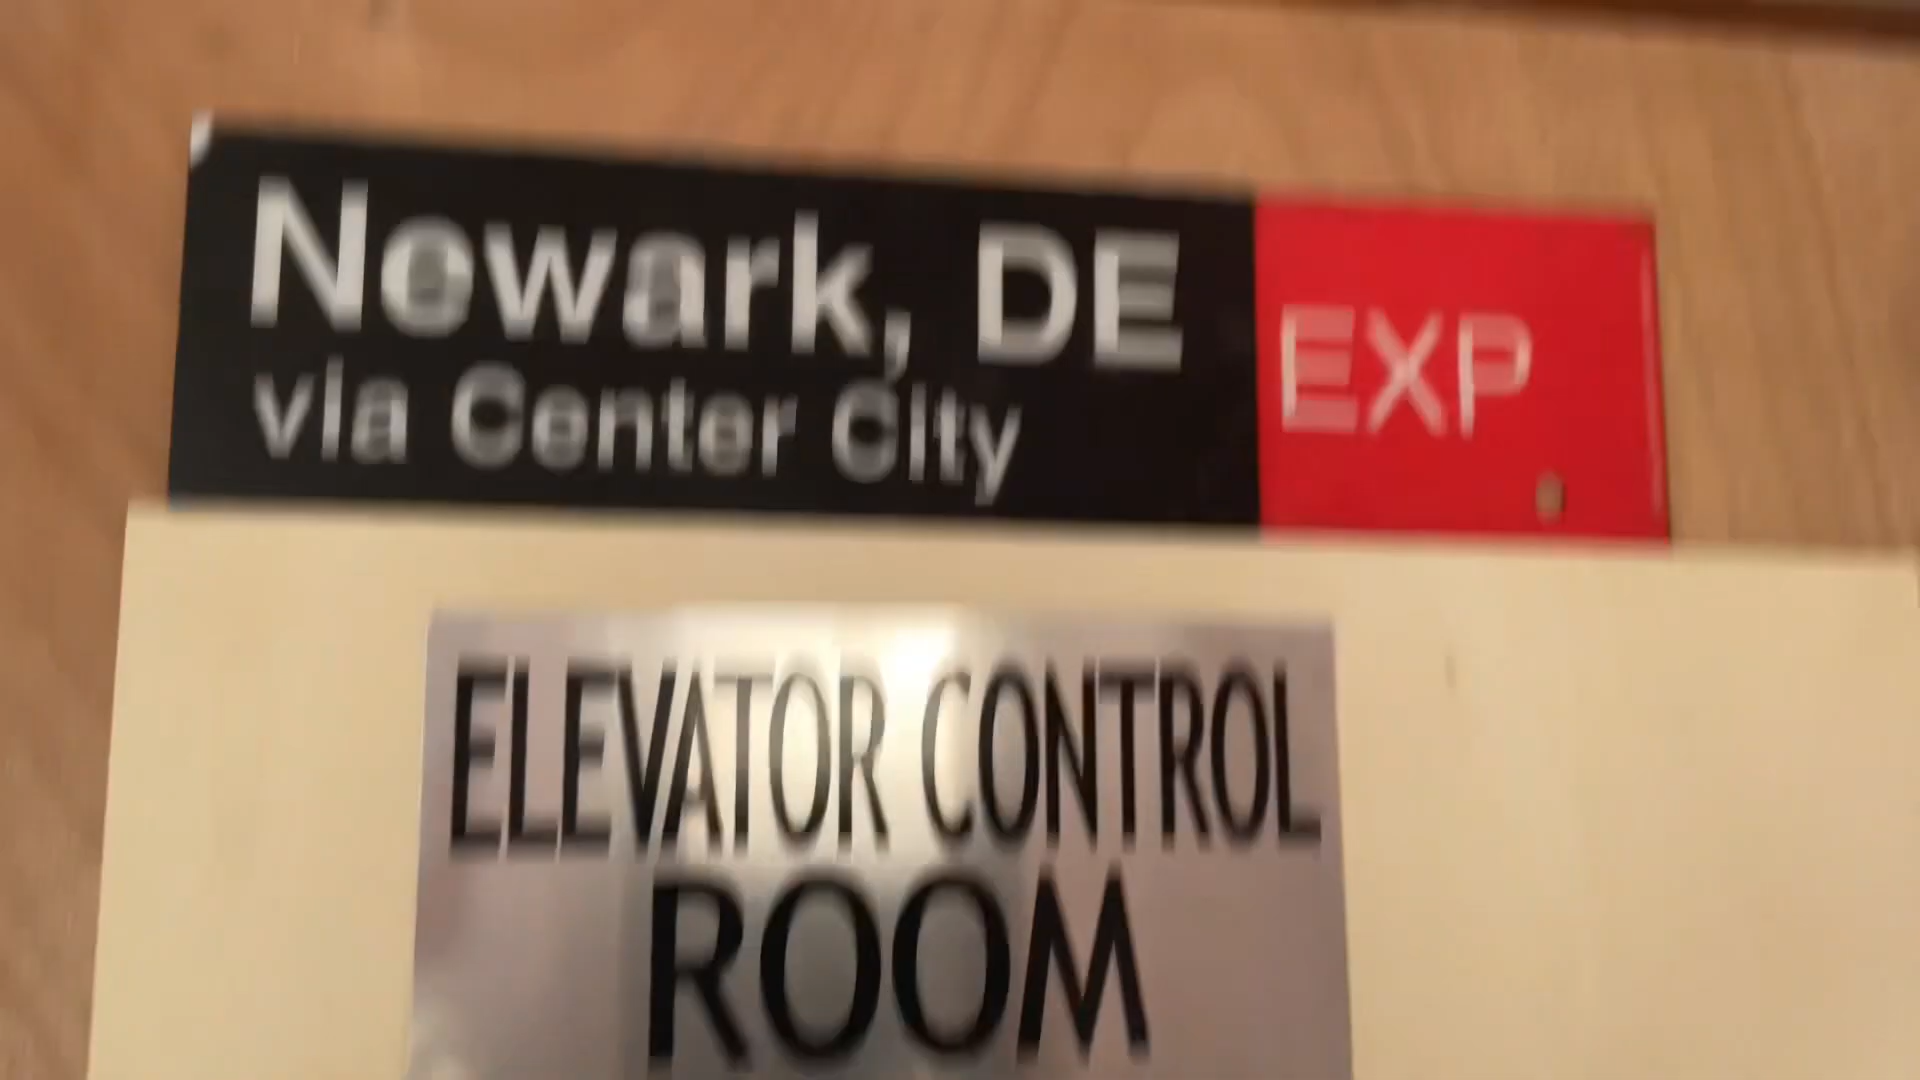 Newark, DE
via Center City
EXP
ELEVATOR CONTROL
ROOM